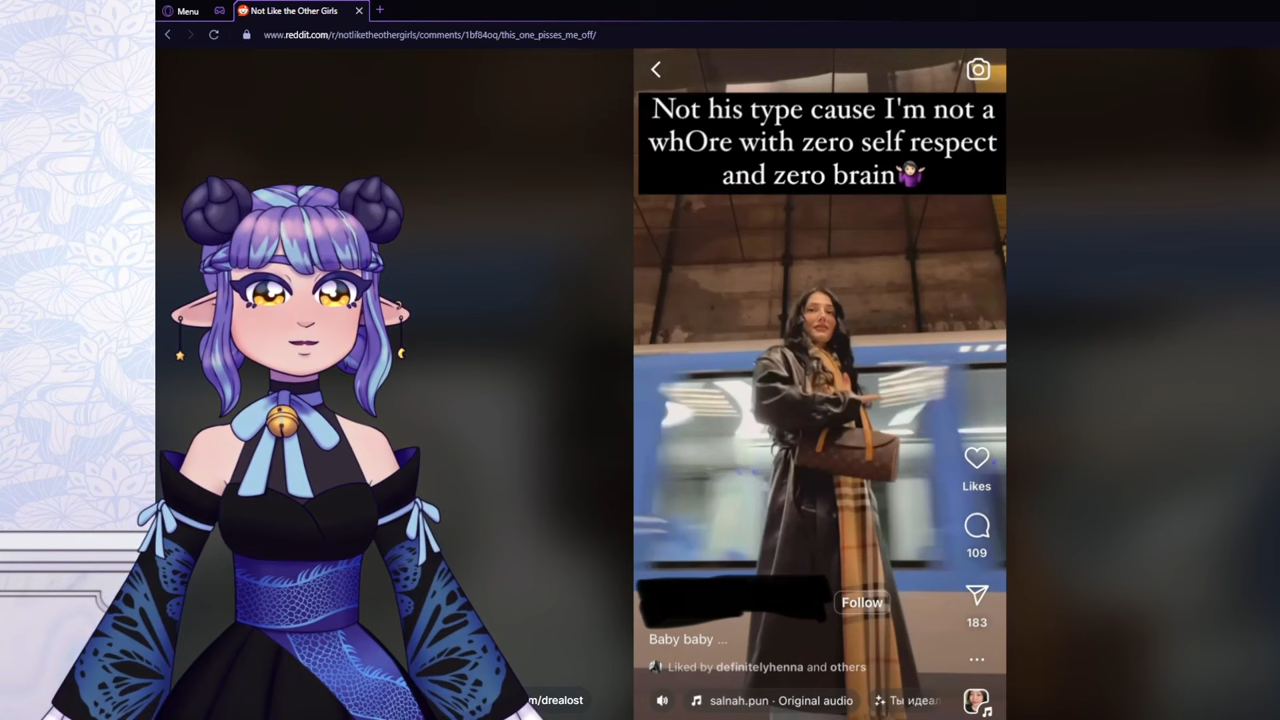 Menu
Not Like the Other Girls
www.reddit.com/r/notliketheothergirls/comments/1bf84oq/this_one_pisses_me_off/
Not his type cause I'm not a
whOre with zero self respect
and zero brain🤷🏻‍♀️
Likes
109
Follow
183
Baby baby ...
Liked by definitelyhenna and others
m/drealost
salnah.pun · Original audio
Ты идеал